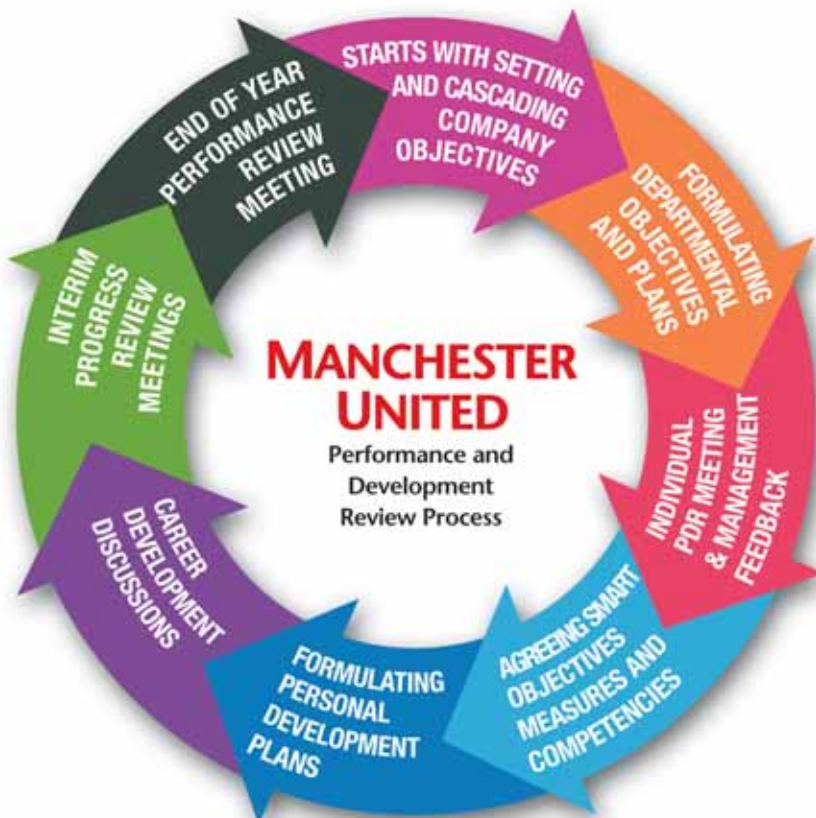 MANCHESTER
UNITED
Performance and
Development
Review Process
STARTS WITH SETTING
AND CASCADING
COMPANY
OBJECTIVES
FORMULATING
DEPARTMENTAL
OBJECTIVES
AND PLANS
INDIVIDUAL
PDR MEETING
& MANAGEMENT
FEEDBACK
AGREEING SMART
OBJECTIVES
MEASURES AND
COMPETENCIES
FORMULATING
PERSONAL
DEVELOPMENT
PLANS
CAREER
DEVELOPMENT
DISCUSSIONS
INTERIM
PROGRESS
REVIEW
MEETINGS
END OF YEAR
PERFORMANCE
REVIEW
MEETING